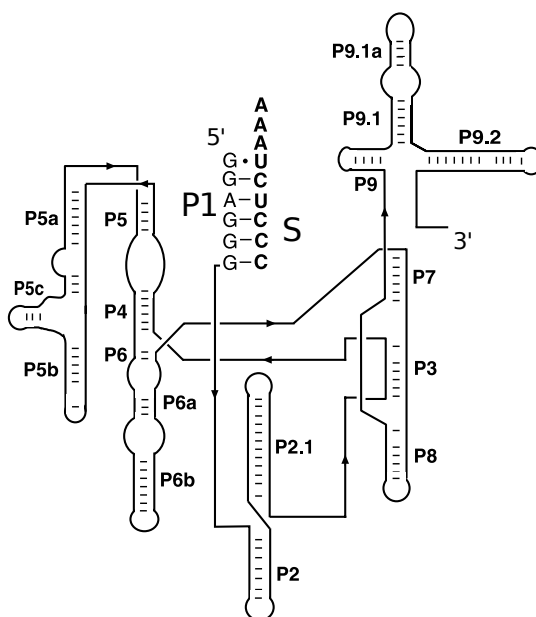 P9.1a
P9.1
P9.2
P9
3'
5'
A
A
A
G • U
G – C
A – U
G – C
G – C
G – C
P1
S
P5a
P5
P5c
P4
P5b
P6
P6a
P6b
P7
P3
P8
P2.1
P2